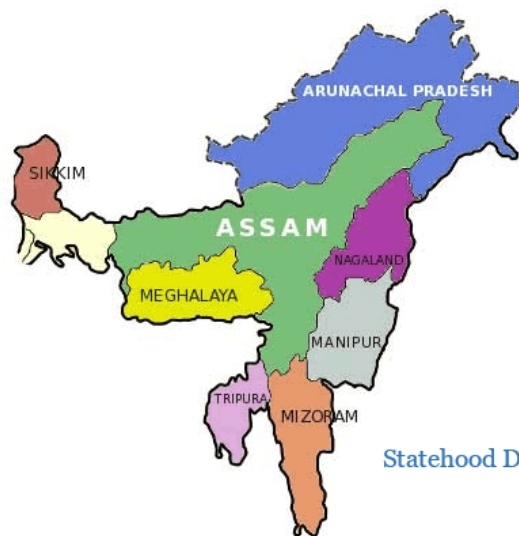 ARUNACHAL PRADESH
SIKKIM
ASSAM
NAGALAND
MEGHALAYA
MANIPUR
TRIPURA
MIZORAM
Statehood D